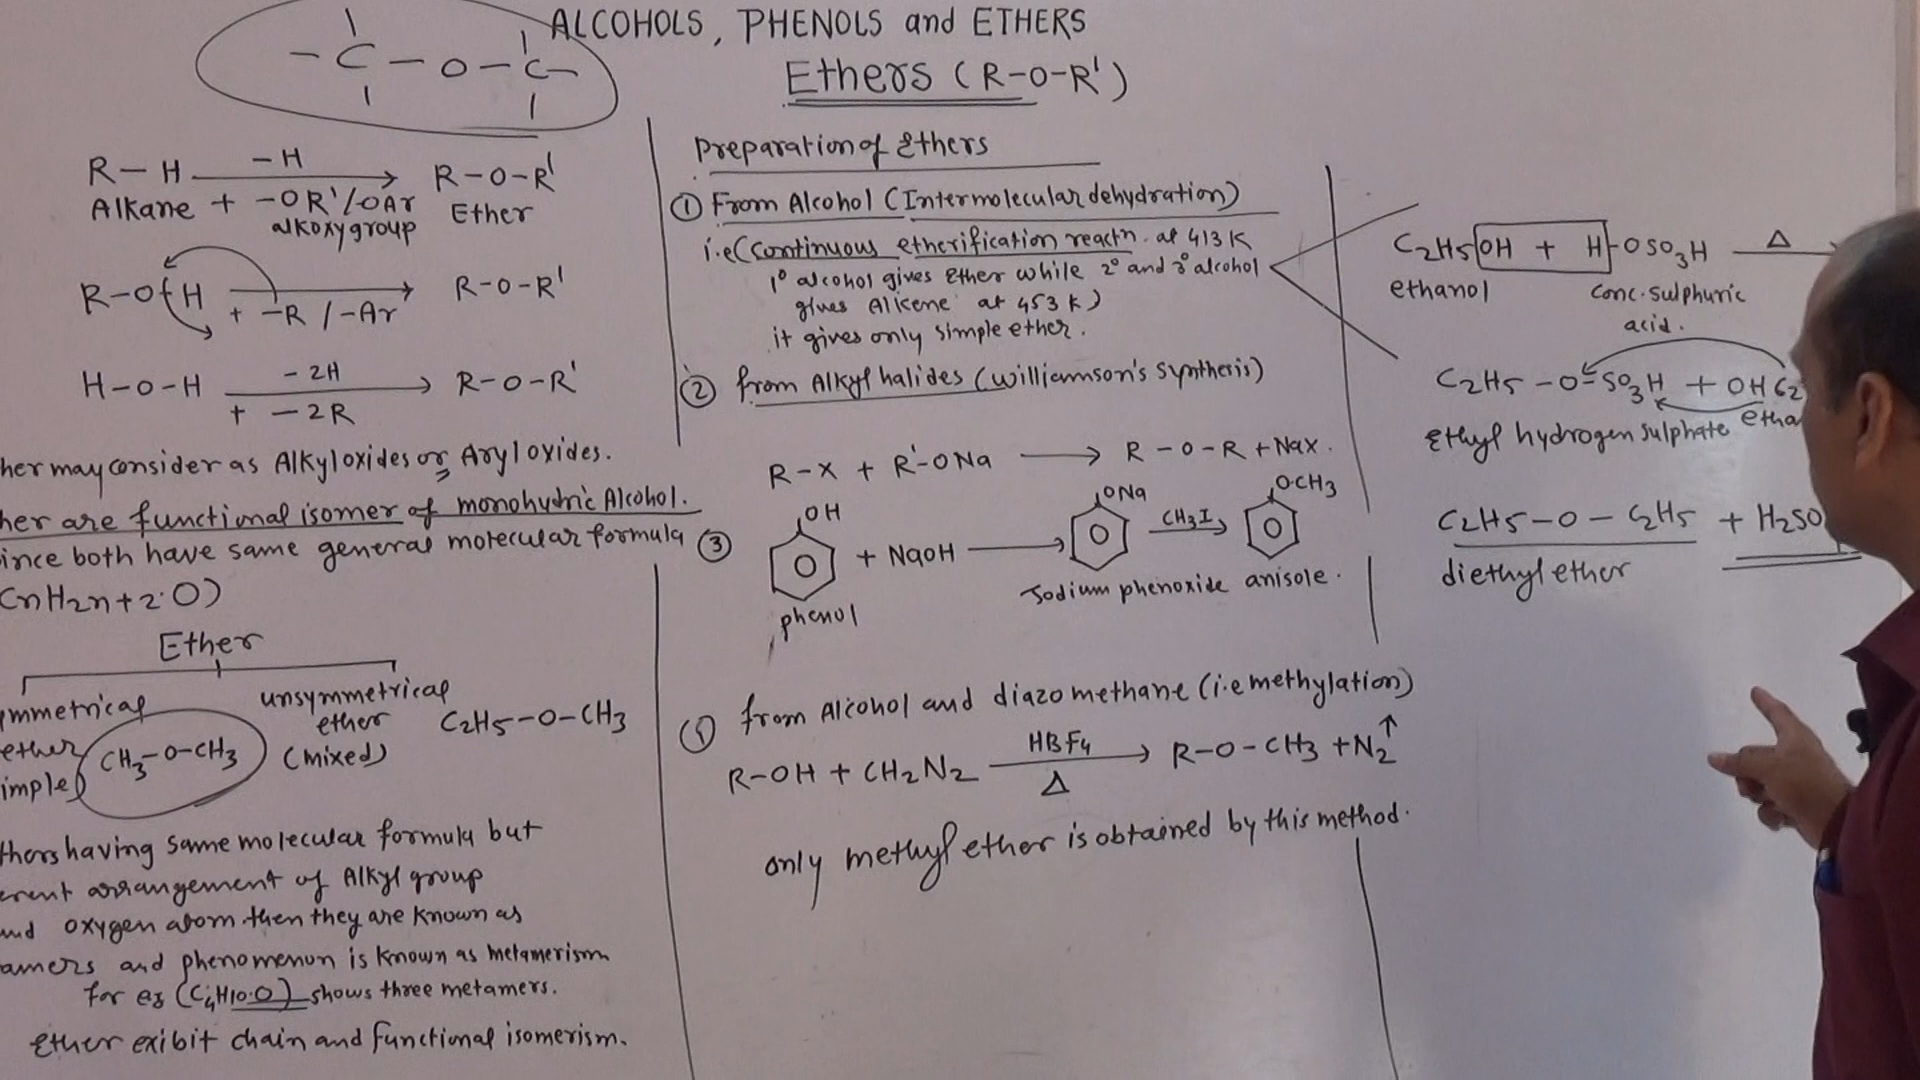 ALCOHOLS, PHENOLS and ETHERS
Ethers (R-O-R')
- C - O - C -
R-H -H → R-O-R'
Alkane + -OR'/-OAr Ether
alkoxy group
R-O-H → R-O-R'
+ -R /-Ar
H-O-H -2H → R-O-R'
+ -2R
her may consider as Alkyloxides or Aryloxides.
her are functional isomer of monohydric Alcohol.
ince both have same general molecular formula
CnH2n+2·O)
Ether
mmetrical
ether
imple)
CH3-O-CH3
unsymmetrical
ether
(mixed)
C2H5-O-CH3
thers having same molecular formula but
erent arrangement of Alkyl group
und oxygen atom then they are known as
amers and phenomenon is known as metamerism
for eg (C4H10·O) shows three metamers.
Ether exibit chain and functional isomerism.
Preparation of Ethers
① From Alcohol (Intermolecular dehydration)
i.e (Continuous etherification reactn. at 413 K
1° alcohol gives Ether while 2° and 3° alcohol
gives Alkene at 453 K)
it gives only simple ether.
② from Alkyl halides (Williamson's synthesis)
R-X + R'-ONa → R-O-R + NaX.
③ OH + NaOH → ONa CH3I → O·CH3
phenol
Sodium phenoxide anisole.
from Alcohol and diazomethane (i.e methylation)
R-OH + CH2N2 HBF4 → R-O-CH3 + N2↑
Δ
only methyl ether is obtained by this method.
C2H5OH + H-OSO3H Δ
ethanol conc. Sulphuric
acid.
C2H5-O-SO3H + OH C2
Ethyl hydrogen sulphate etha
C2H5-O-C2H5 + H2SO
diethyl ether